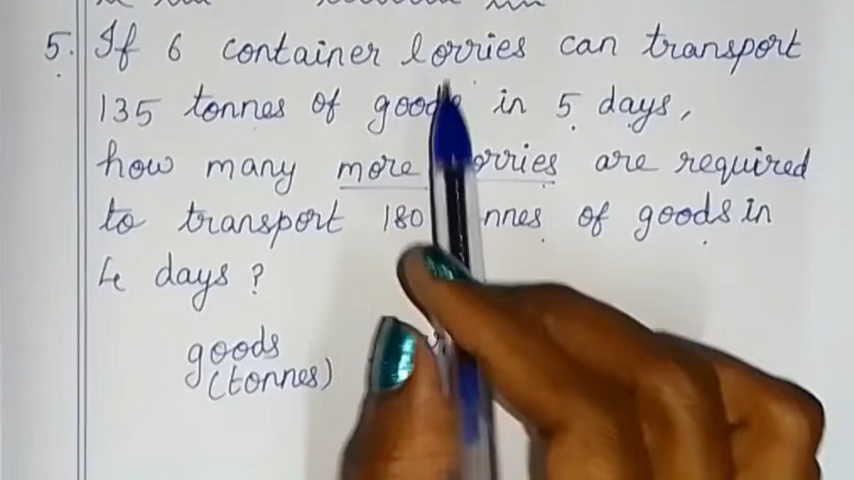 5. If 6 container lorries can transport
135 tonnes of goods in 5 days,
how many more are required
to transport 180 of goods in
4 days ?
goods
(tonnes)